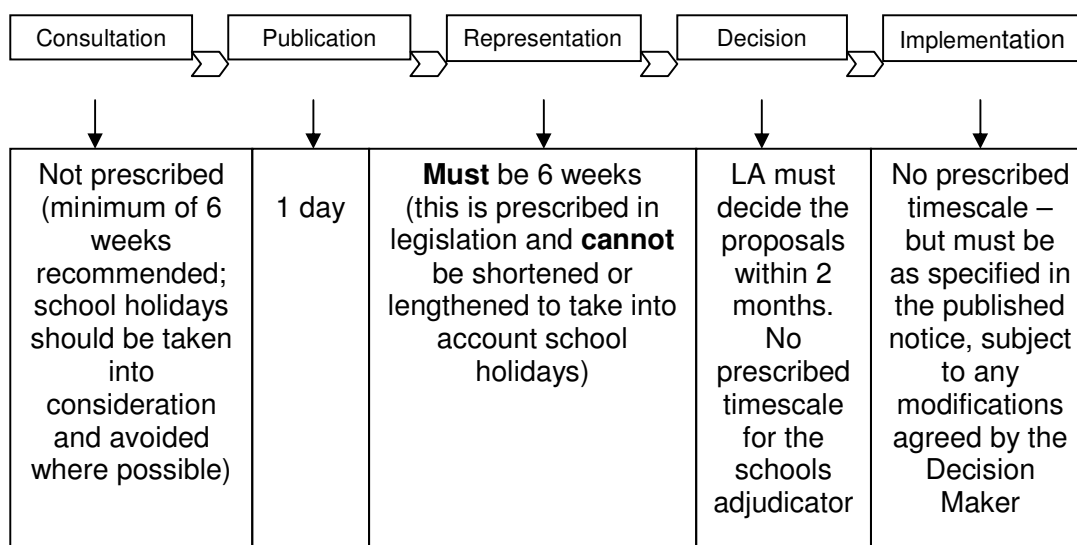 Consultation
Publication
Representation
Decision
Implementation
Not prescribed
(minimum of 6
weeks
recommended;
school holidays
should be taken
into
consideration
and avoided
where possible)
1 day
Must be 6 weeks
(this is prescribed in
legislation and cannot
be shortened or
lengthened to take into
account school
holidays)
LA must
decide the
proposals
within 2
months.
No
prescribed
timescale
for the
schools
adjudicator
No prescribed
timescale –
but must be
as specified in
the published
notice, subject
to any
modifications
agreed by the
Decision
Maker